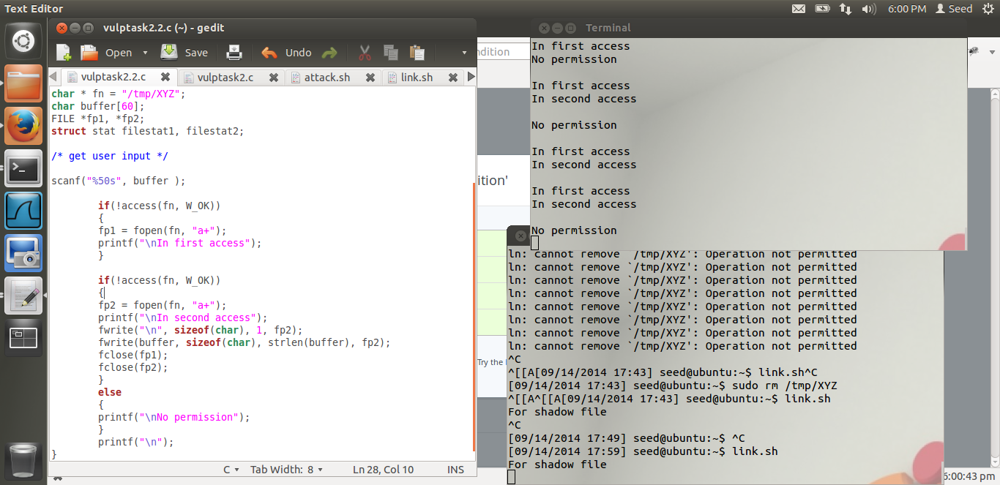 Text Editor
6:00 PM Seed
vulptask2.2.c (~) - gedit
Open Save Undo
vulptask2.2.c vulptask2.c attack.sh link.sh
char * fn = "/tmp/XYZ";
char buffer[60];
FILE *fp1, *fp2;
struct stat filestat1, filestat2;
/* get user input */
scanf("%50s", buffer );
if(!access(fn, W_OK))
{
fp1 = fopen(fn, "a+");
printf("\nIn first access");
}
if(!access(fn, W_OK))
{
fp2 = fopen(fn, "a+");
printf("\nIn second access");
fwrite("\n", sizeof(char), 1, fp2);
fwrite(buffer, sizeof(char), strlen(buffer), fp2);
fclose(fp1);
fclose(fp2);
}
else
{
printf("\nNo permission");
}
printf("\n");
}
C Tab Width: 8 Ln 28, Col 10 INS
ndition
ition'
Try the
Terminal
In first access
No permission
In first access
In second access
No permission
In first access
In second access
In first access
In second access
No permission
ln: cannot remove `/tmp/XYZ': Operation not permitted
ln: cannot remove `/tmp/XYZ': Operation not permitted
ln: cannot remove `/tmp/XYZ': Operation not permitted
ln: cannot remove `/tmp/XYZ': Operation not permitted
ln: cannot remove `/tmp/XYZ': Operation not permitted
ln: cannot remove `/tmp/XYZ': Operation not permitted
ln: cannot remove `/tmp/XYZ': Operation not permitted
ln: cannot remove `/tmp/XYZ': Operation not permitted
^C
^[[A[09/14/2014 17:43] seed@ubuntu:~$ link.sh^C
[09/14/2014 17:43] seed@ubuntu:~$ sudo rm /tmp/XYZ
^[[A^[[A[09/14/2014 17:43] seed@ubuntu:~$ link.sh
For shadow file
^C
[09/14/2014 17:49] seed@ubuntu:~$ ^C
[09/14/2014 17:59] seed@ubuntu:~$ link.sh
For shadow file
6:00:43 pm